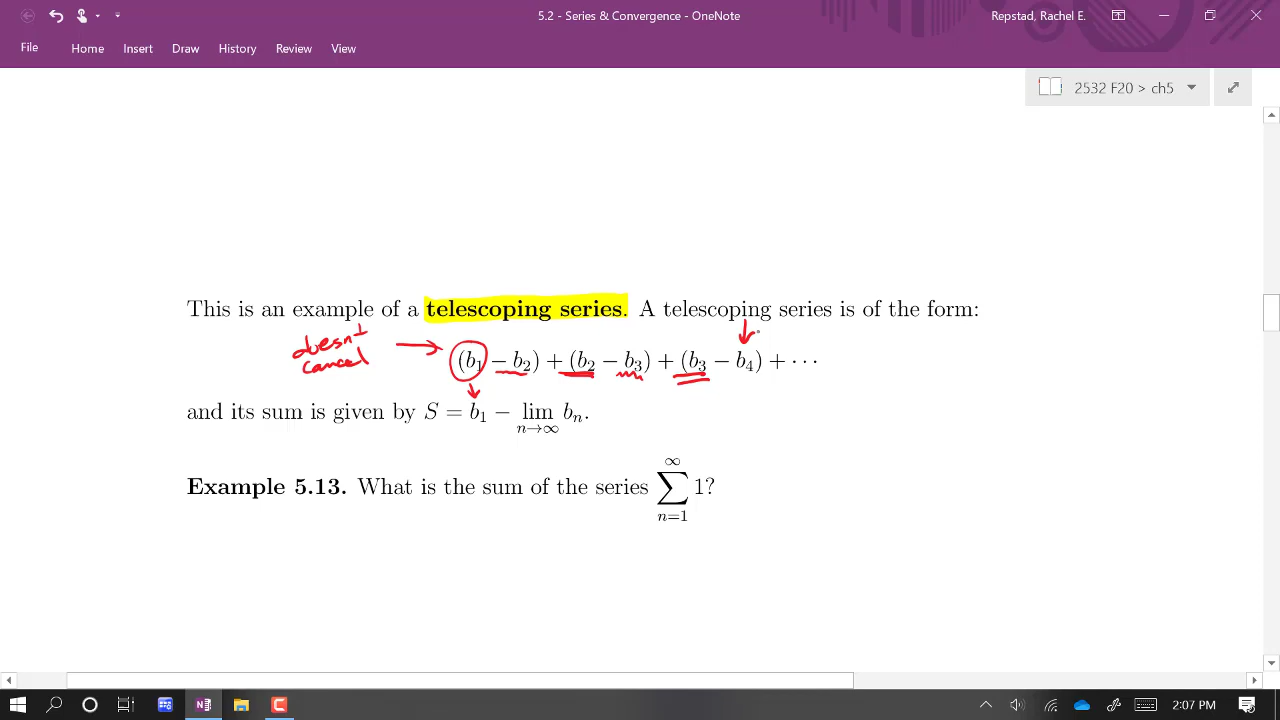 5.2 - Series & Convergence - OneNote
Repstad, Rachel E.
File Home Insert Draw History Review View
2532 F20 > ch5
This is an example of a telescoping series. A telescoping series is of the form:
doesn't
cancel
(b₁ − b₂) + (b₂ − b₃) + (b₃ − b₄) + ···
and its sum is given by S = b₁ − lim n→∞ bₙ.
Example 5.13. What is the sum of the series ∑ n=1 ∞ 1?
2:07 PM